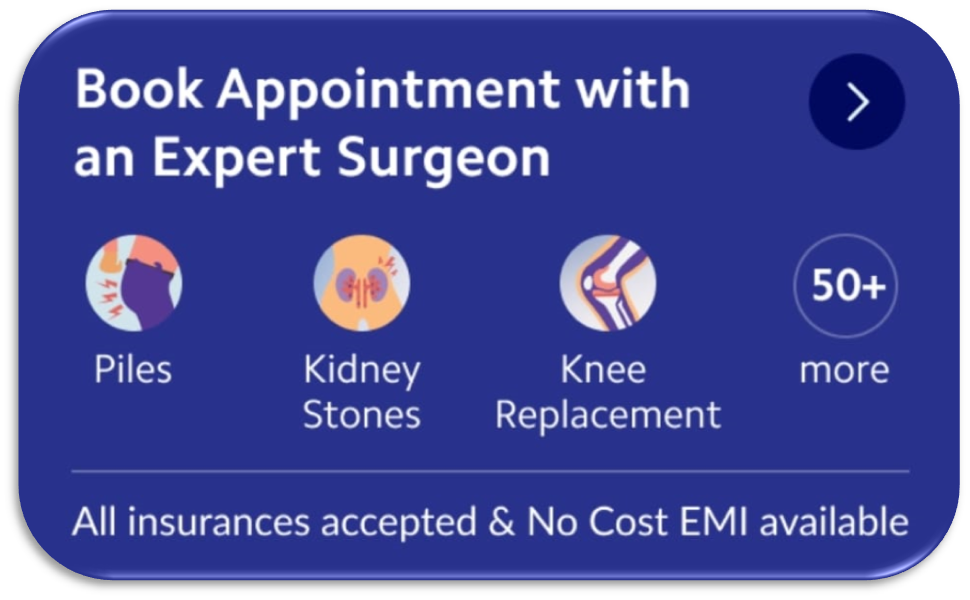 Book Appointment with
an Expert Surgeon
Piles
Kidney
Stones
Knee
Replacement
50+
more
All insurances accepted & No Cost EMI available